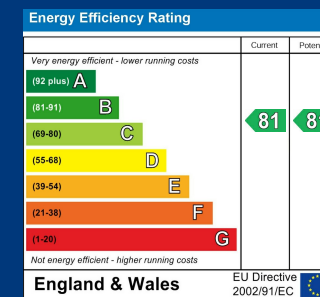 Energy Efficiency Rating
Current
Very energy efficient - lower running costs
(92 plus) A
(81-91) B
81
(69-80) C
(55-68) D
(39-54) E
(21-38) F
(1-20) G
Not energy efficient - higher running costs
England & Wales
EU Directive
2002/91/EC